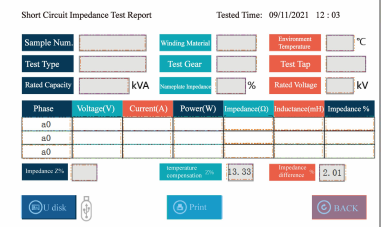 Short Circuit Impedance Test Report Tested Time: 09/11/2021 12 : 03
Sample Num. Winding Material Environment Temperature ℃
Test Type Test Gear Test Tap
Rated Capacity kVA Nameplate Impedance % Rated Voltage kV
Phase Voltage(V) Current(A) Power(W) Impedance(Ω) Inductance(mH) Impedance %
a0
a0
a0
Impedance Z% temperature compensation Z% 13.33 Impedance difference % 2.01
U disk Print BACK